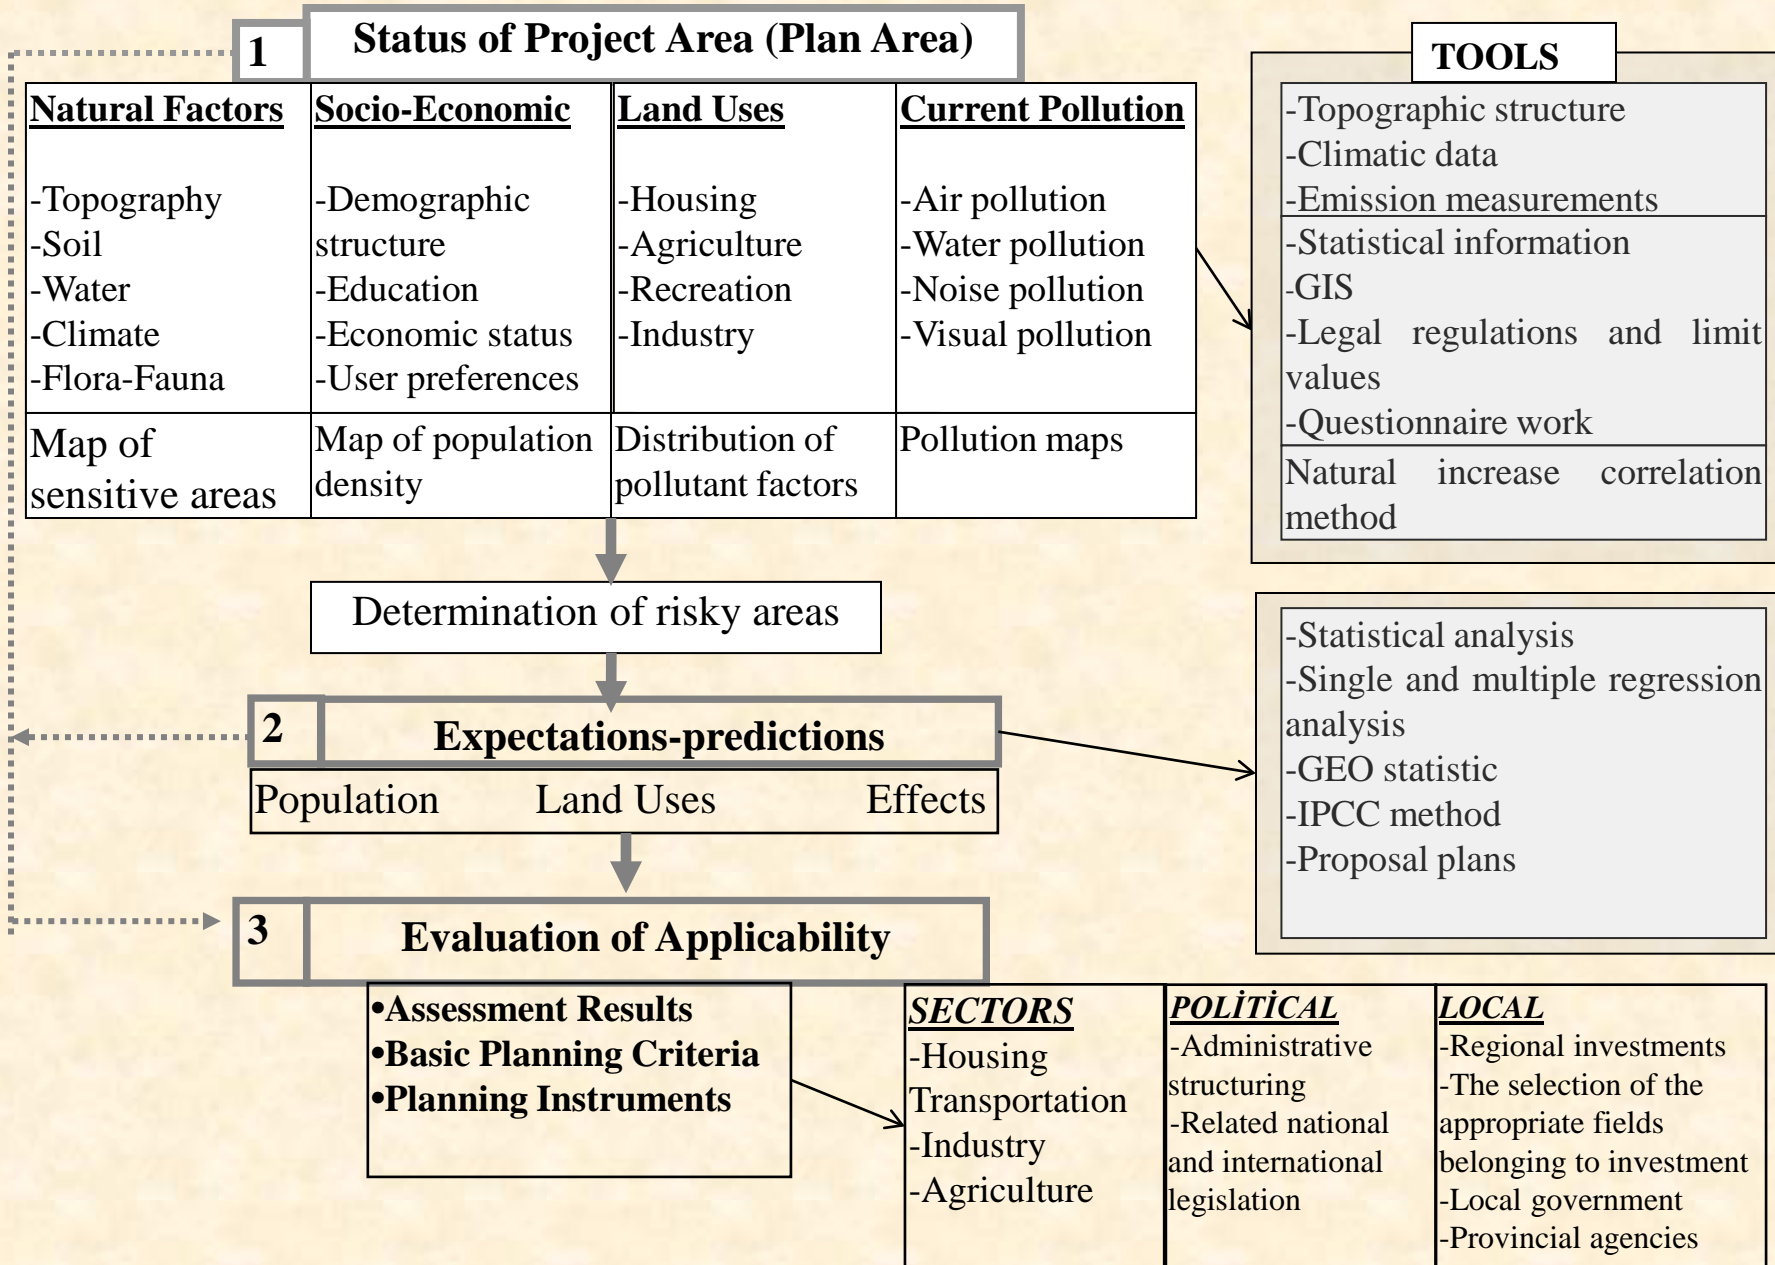 1
Status of Project Area (Plan Area)
Natural Factors
-Topography
-Soil
-Water
-Climate
-Flora-Fauna
Map of
sensitive areas
Socio-Economic
-Demographic
structure
-Education
-Economic status
-User preferences
Map of population
density
Land Uses
-Housing
-Agriculture
-Recreation
-Industry
Distribution of
pollutant factors
Current Pollution
-Air pollution
-Water pollution
-Noise pollution
-Visual pollution
Pollution maps
TOOLS
-Topographic structure
-Climatic data
-Emission measurements
-Statistical information
-GIS
-Legal regulations and limit
values
-Questionnaire work
Natural increase correlation
method
Determination of risky areas
2
Expectations-predictions
Population Land Uses Effects
-Statistical analysis
-Single and multiple regression
analysis
-GEO statistic
-IPCC method
-Proposal plans
3
Evaluation of Applicability
•Assessment Results
•Basic Planning Criteria
•Planning Instruments
SECTORS
-Housing
Transportation
-Industry
-Agriculture
POLİTİCAL
-Administrative
structuring
-Related national
and international
legislation
LOCAL
-Regional investments
-The selection of the
appropriate fields
belonging to investment
-Local government
-Provincial agencies